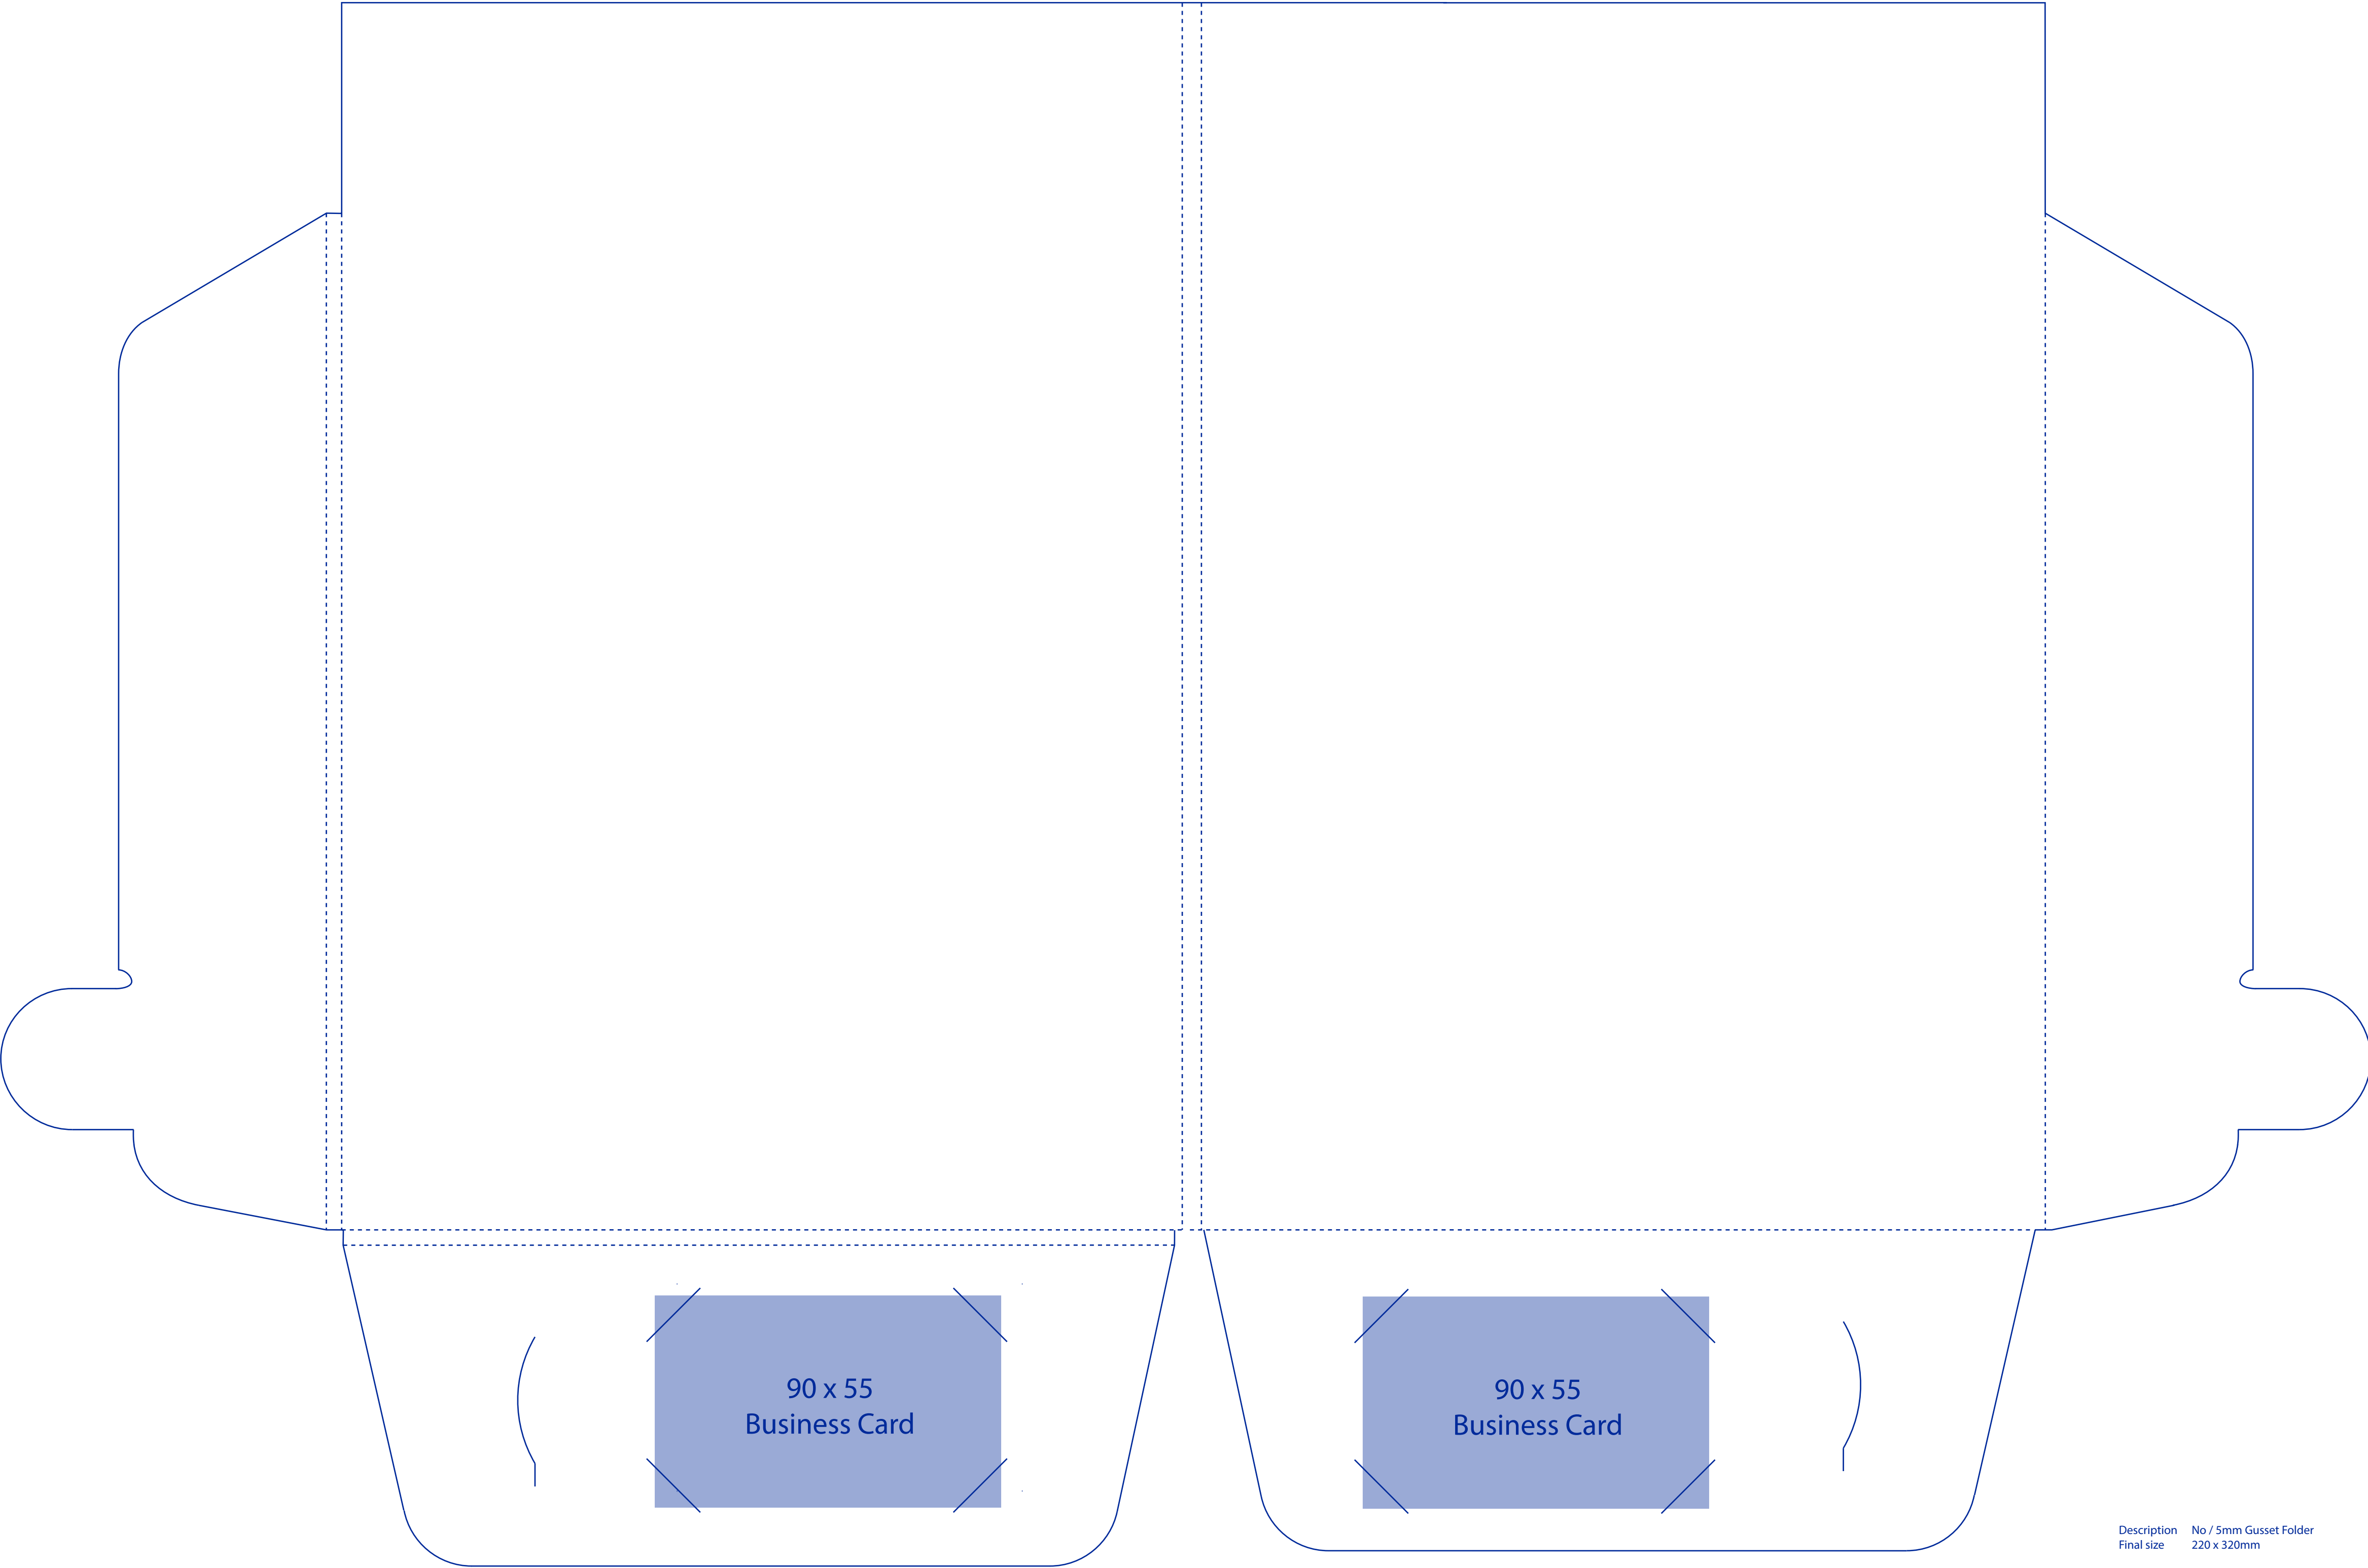 90 x 55
Business Card
90 x 55
Business Card
Description No / 5mm Gusset Folder
Final size 220 x 320mm